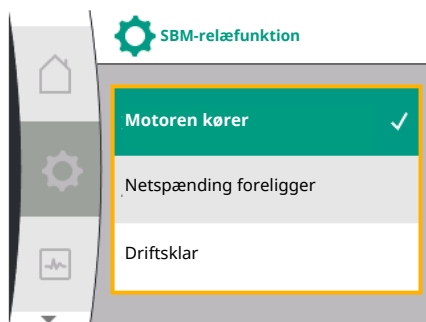 SBM-relæfunktion
Motoren kører
Netspænding foreligger
Driftsklar